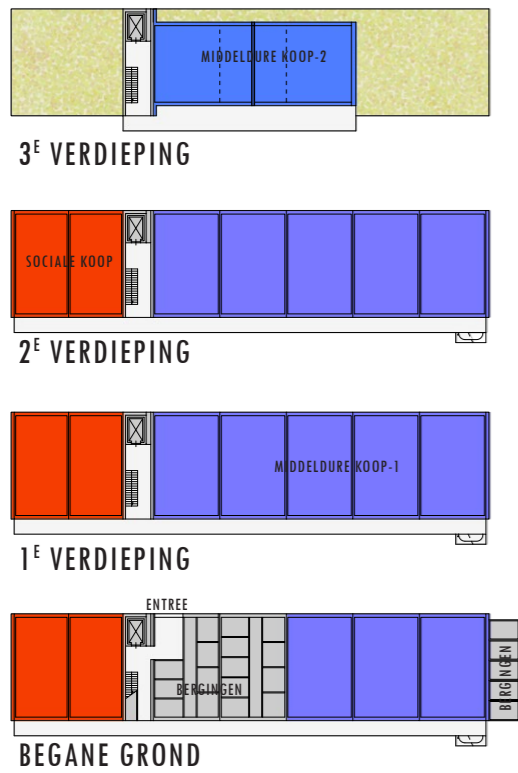 MIDDELDURE KOOP-2
3E VERDIEPING
SOCIALE KOOP
2E VERDIEPING
MIDDELDURE KOOP-1
1E VERDIEPING
ENTREE
BERGINGEN
BERGINGEN
BEGANE GROND